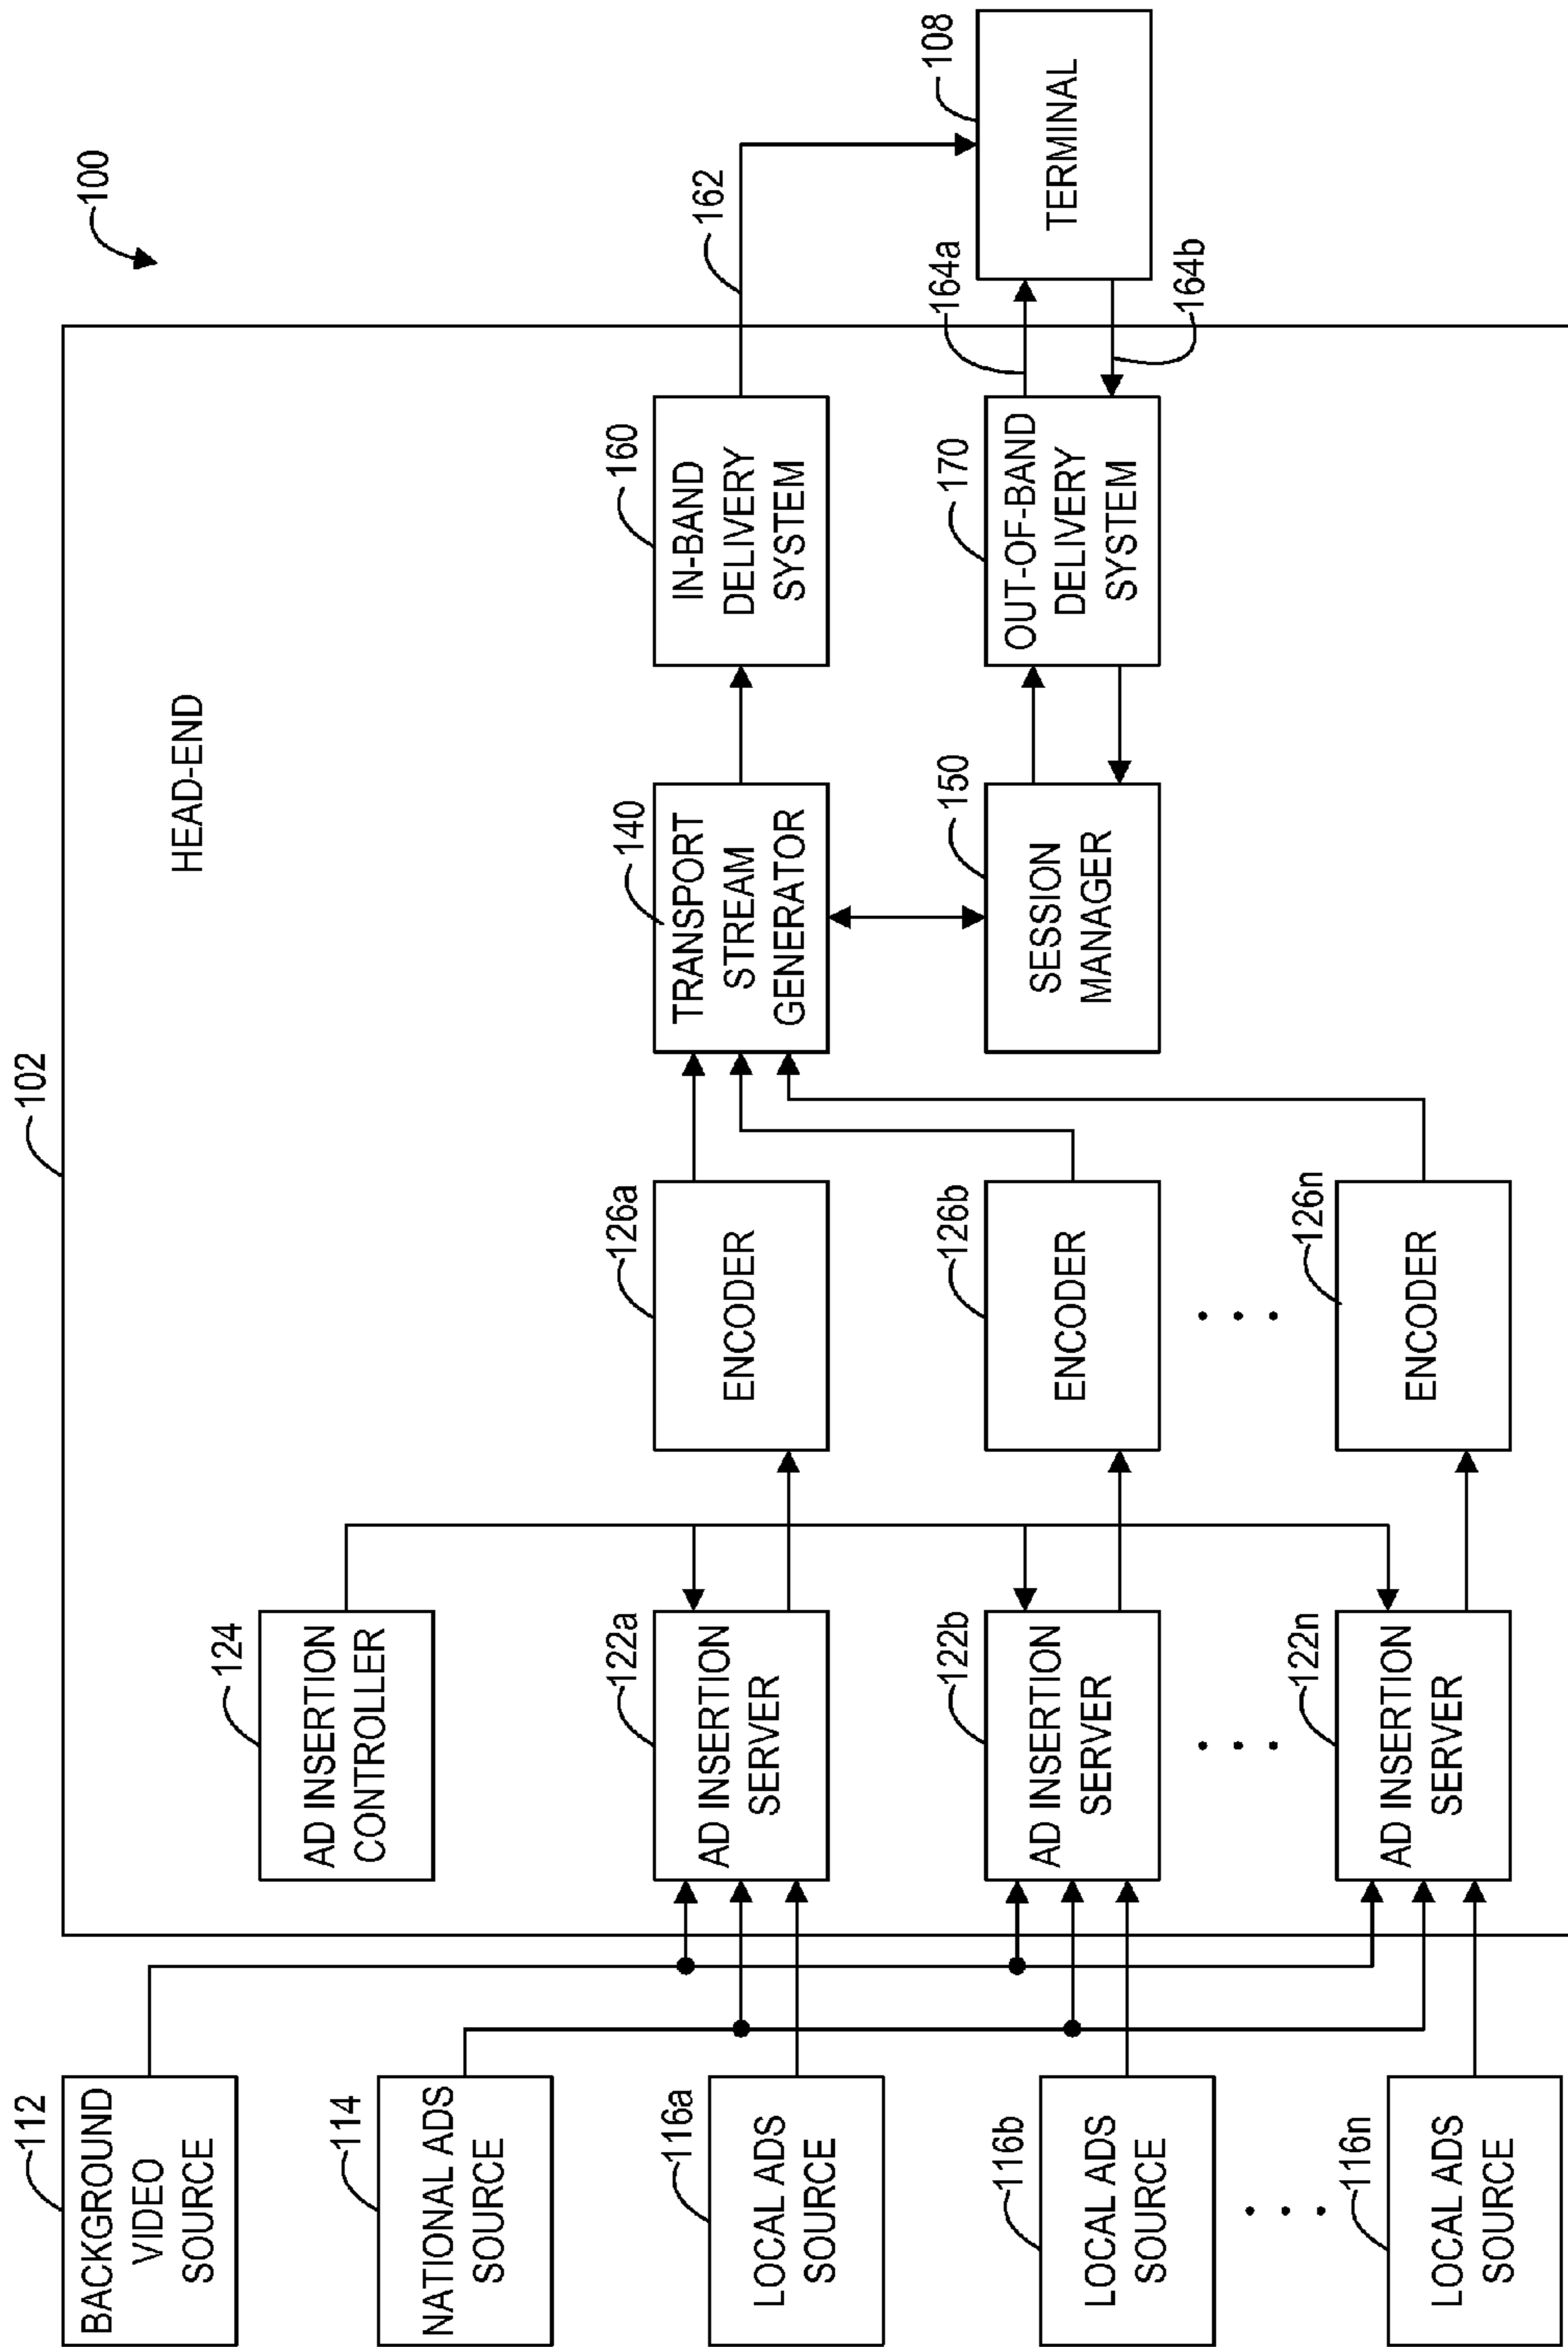 100
102
HEAD-END
112
BACKGROUND
VIDEO
SOURCE
114
NATIONAL ADS
SOURCE
116a
LOCAL ADS
SOURCE
116b
LOCAL ADS
SOURCE
. . .
116n
LOCAL ADS
SOURCE
124
AD INSERTION
CONTROLLER
122a
AD INSERTION
SERVER
122b
AD INSERTION
SERVER
. . .
122n
AD INSERTION
SERVER
126a
ENCODER
126b
ENCODER
. . .
126n
ENCODER
140
TRANSPORT
STREAM
GENERATOR
150
SESSION
MANAGER
160
IN-BAND
DELIVERY
SYSTEM
170
OUT-OF-BAND
DELIVERY
SYSTEM
162
164a
164b
108
TERMINAL